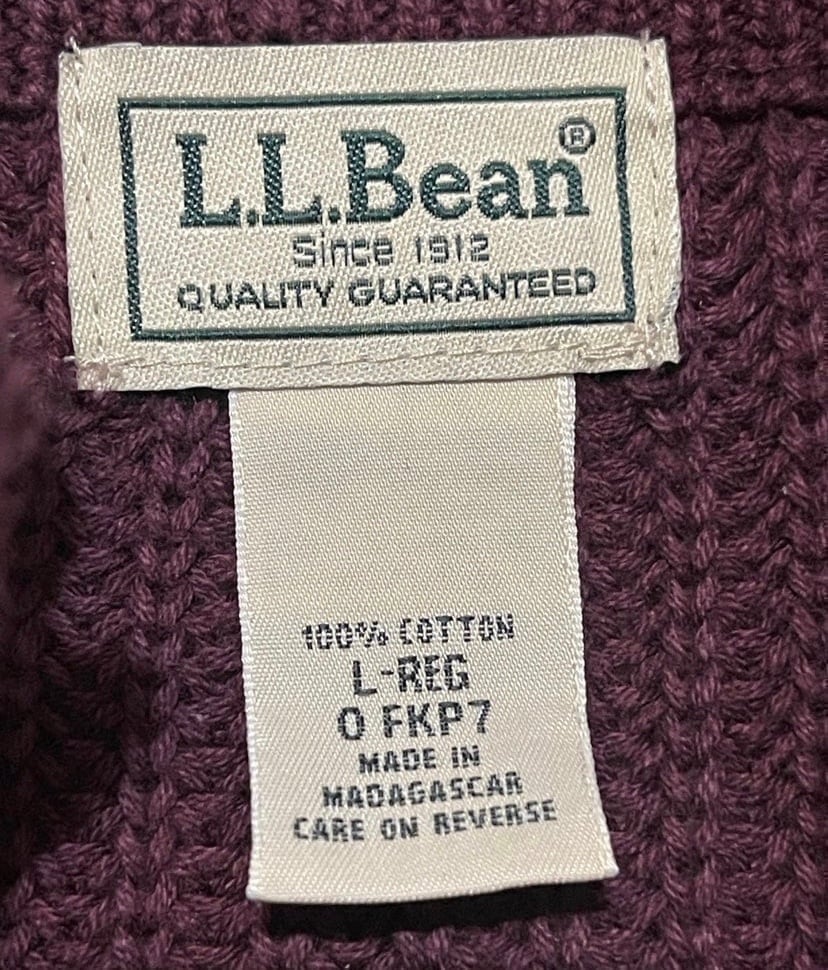 L.L.Bean®
Since 1912
QUALITY GUARANTEED
100% COTTON
L-REG
0 FKP7
MADE IN
MADAGASCAR
CARE ON REVERSE